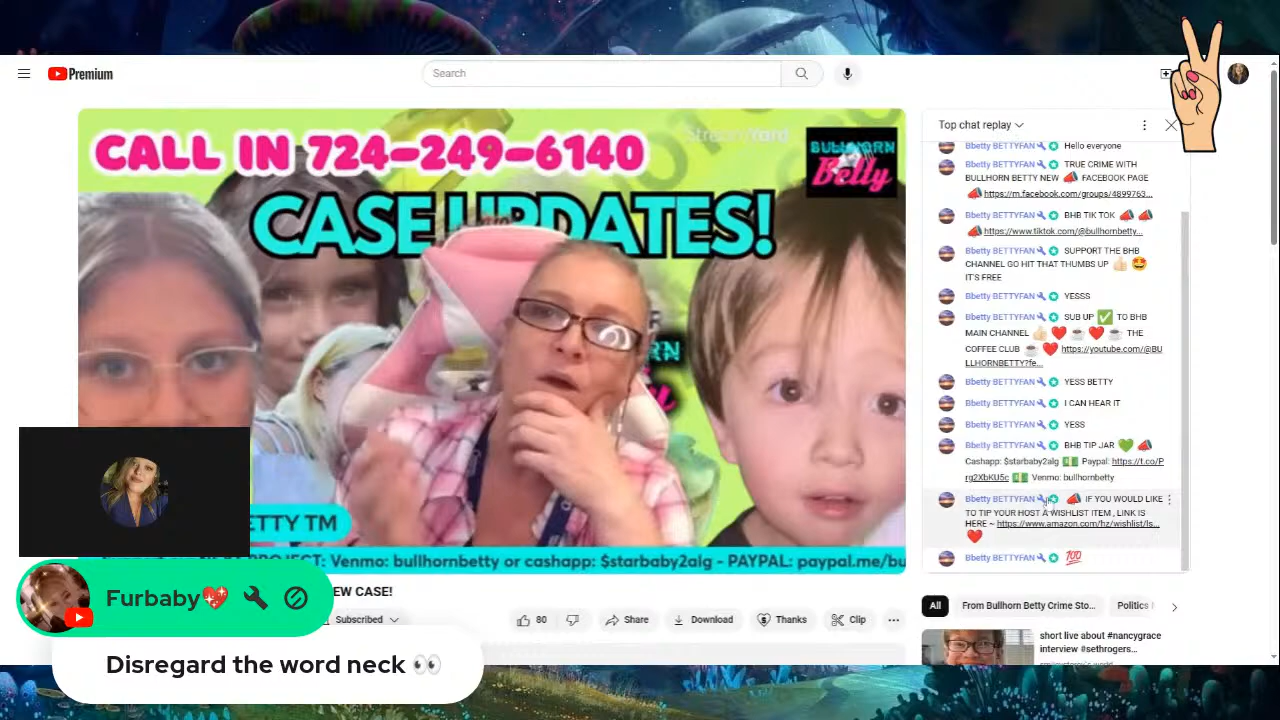 Premium
Search
CALL IN 724-249-6140
StreamYard
BULLHORN
Betty
CASE UPDATES!
RN
ETTY TM
PROJECT: Venmo: bullhornbetty or cashapp: $starbaby2alg - PAYPAL: paypal.me/bu
EW CASE!
Subscribed
80
Share
Download
Thanks
Clip
Top chat replay
Bbetty BETTYFAN Hello everyone
Bbetty BETTYFAN TRUE CRIME WITH
BULLHORN BETTY NEW 📣 FACEBOOK PAGE
📣https://m.facebook.com/groups/4899763...
Bbetty BETTYFAN BHB TIK TOK 📣 📣
📣https://www.tiktok.com/@bullhornbetty...
Bbetty BETTYFAN SUPPORT THE BHB
CHANNEL GO HIT THAT THUMBS UP 👍🏻 🤩
IT'S FREE
Bbetty BETTYFAN YESSS
Bbetty BETTYFAN SUB UP ✅ TO BHB
MAIN CHANNEL 👍🏻 ❤️ ☕ ❤️ ☕ THE
COFFEE CLUB ☕ ❤️ https://youtube.com/@BU
LLHORNBETTY?fe...
Bbetty BETTYFAN YESS BETTY
Bbetty BETTYFAN I CAN HEAR IT
Bbetty BETTYFAN YESS
Bbetty BETTYFAN BHB TIP JAR 💚 📣
Cashapp: $starbaby2alg 💵 Paypal: https://t.co/P
rg2XbKU5c 💵 Venmo: bullhornbetty
Bbetty BETTYFAN 📣 IF YOU WOULD LIKE
TO TIP YOUR HOST A WISHLIST ITEM , LINK IS
HERE ~ https://www.amazon.com/hz/wishlist/ls...
❤️
Bbetty BETTYFAN 💯
All
From Bullhorn Betty Crime Sto...
Politics
short live about #nancygrace
interview #sethrogers...
Furbaby💖
Disregard the word neck 👀